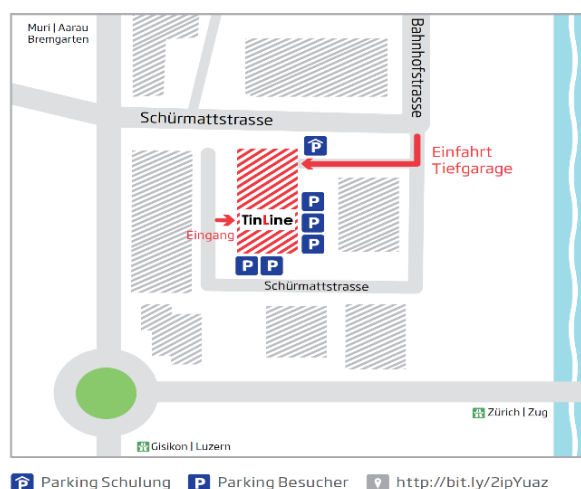 Muri | Aarau
Bremgarten
Bahnhofstrasse
Schürmattstrasse
P
Einfahrt
Tiefgarage
P
TinLine
P
Eingang
P
P P
Schürmattstrasse
Zürich | Zug
Gisikon | Luzern
P Parking Schulung P Parking Besucher http://bit.ly/2ipYuaz